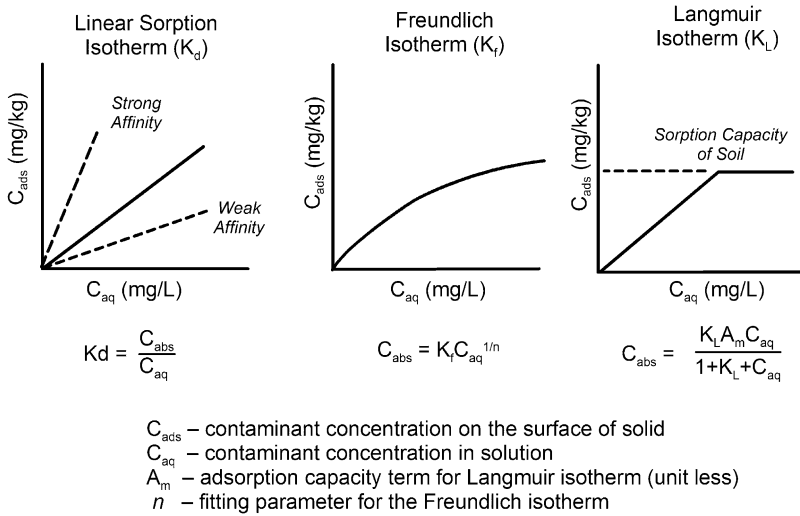 Linear Sorption
Isotherm (Kd)
Strong
Affinity
Weak
Affinity
Cads (mg/kg)
Caq (mg/L)
Kd = Cabs / Caq
Freundlich
Isotherm (Kf)
Cads (mg/kg)
Caq (mg/L)
Cabs = KfCaq1/n
Langmuir
Isotherm (KL)
Sorption Capacity
of Soil
Cads (mg/kg)
Caq (mg/L)
Cabs = KLAmCaq / 1+KL+Caq
Cads – contaminant concentration on the surface of solid
Caq – contaminant concentration in solution
Am – adsorption capacity term for Langmuir isotherm (unit less)
n – fitting parameter for the Freundlich isotherm